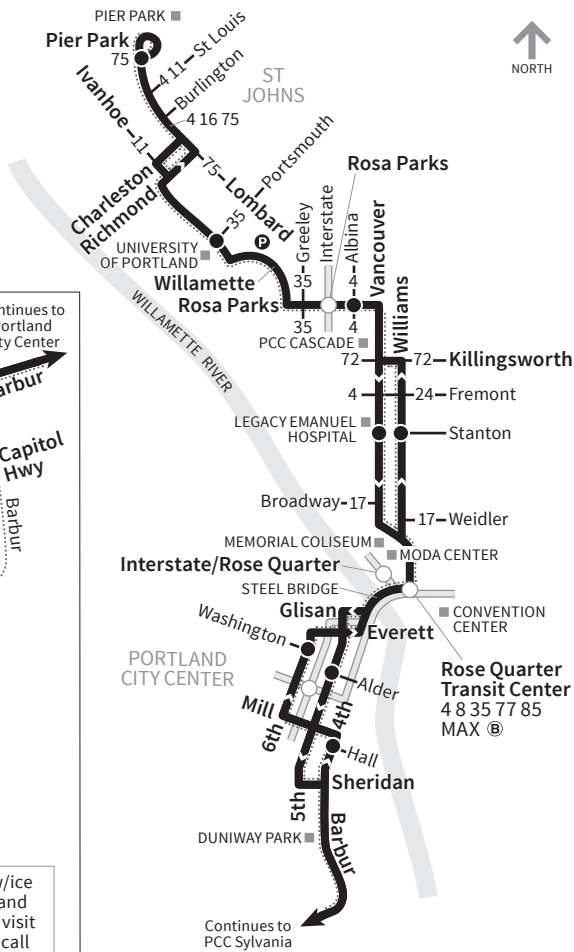 PIER PARK
Pier Park
75
4 11
St Louis
Burlington
4 16 75
ST
JOHNS
NORTH
Ivanhoe
11
75
Lombard
Portsmouth
35
Charleston
Richmond
UNIVERSITY
OF PORTLAND
P
Rosa Parks
Greeley
Interstate
Albina
Vancouver
Willamette
Rosa Parks
35
4
35
4
Williams
WILLAMETTE RIVER
PCC CASCADE
72
72
Killingsworth
4
24
Fremont
LEGACY EMANUEL
HOSPITAL
Stanton
Broadway
17
17
Weidler
MEMORIAL COLISEUM
MODA CENTER
Interstate/Rose Quarter
STEEL BRIDGE
Glisan
Everett
CONVENTION
CENTER
Washington
PORTLAND
CITY CENTER
Rose Quarter
Transit Center
4 8 35 77 85
MAX B
Alder
Mill
4th
6th
Hall
5th
Sheridan
Barbur
DUNIWAY PARK
Continues to
PCC Sylvania
ntinues to
ortland
ty Center
arbur
Capitol
Hwy
Barbur
/ice
and
visit
call